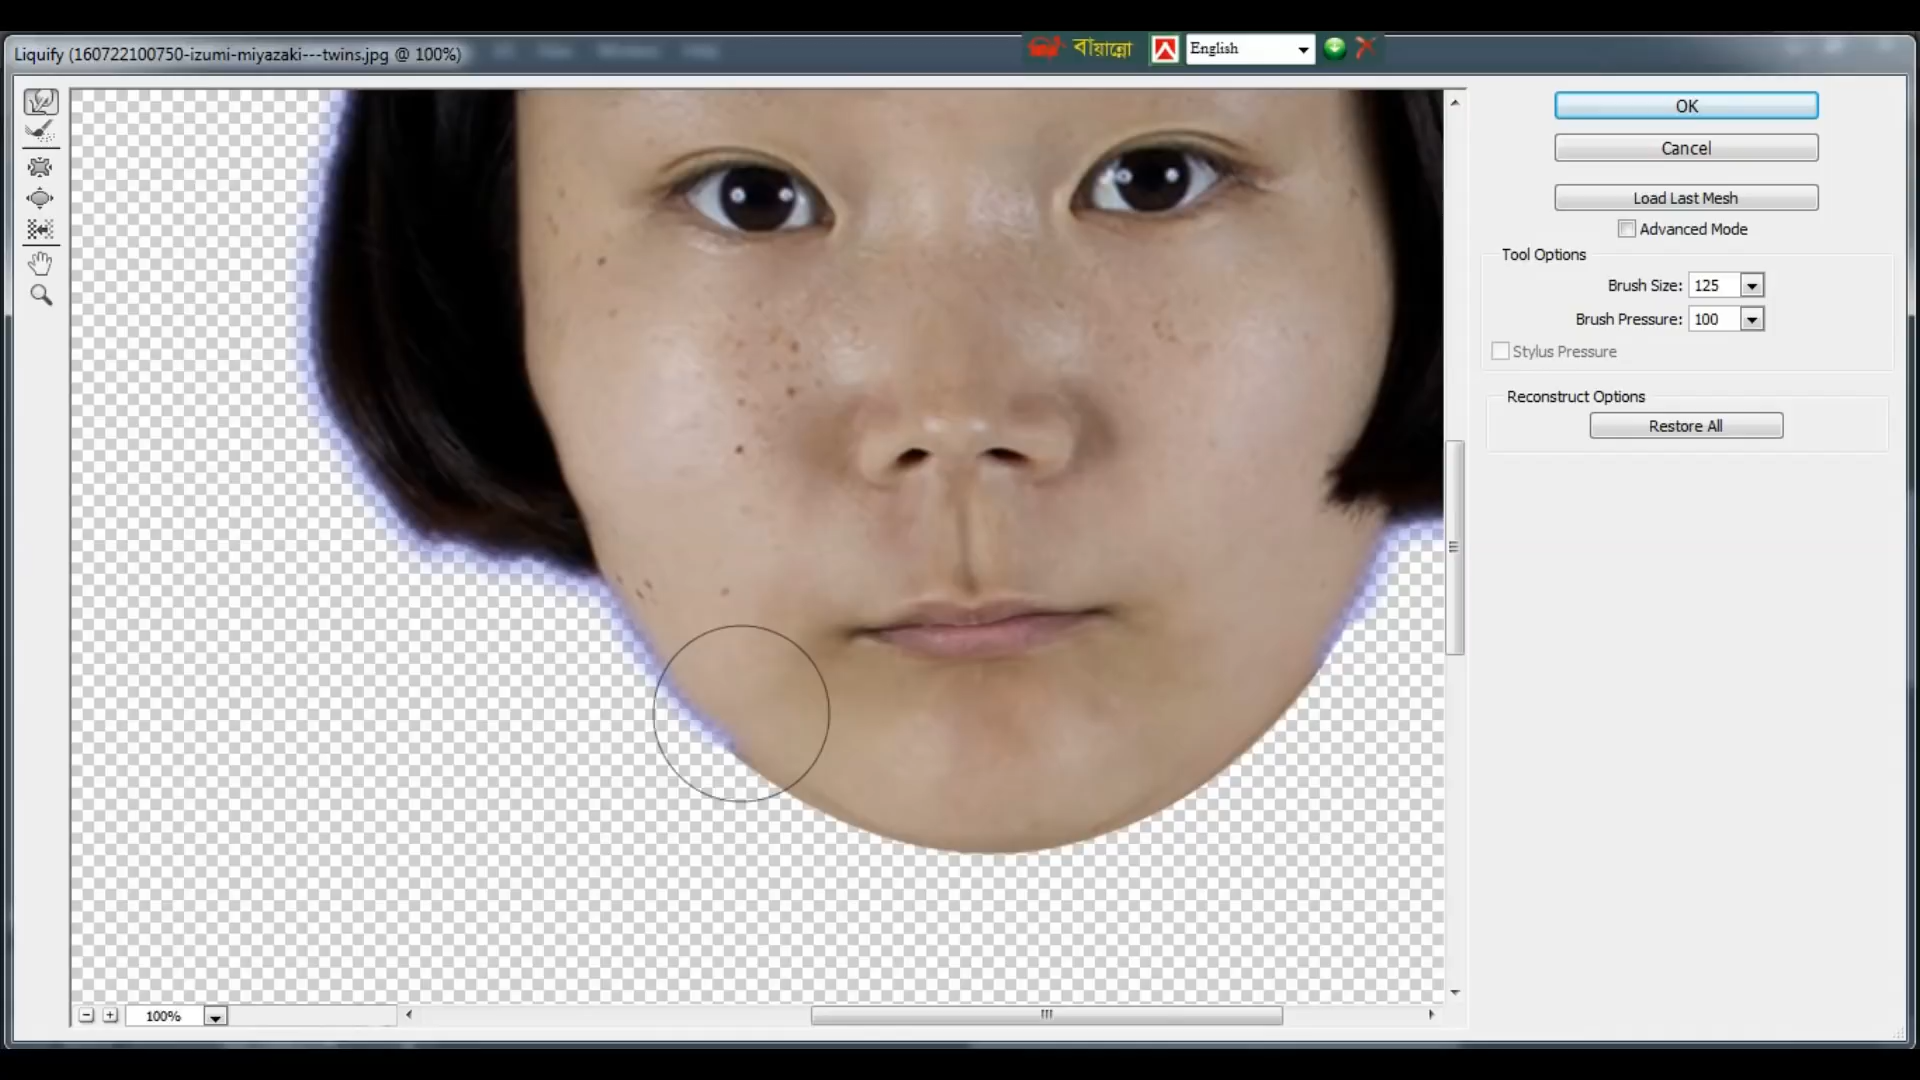 Liquify (160722100750-izumi-miyazaki---twins.jpg @ 100%)
বায়ান্নো
English
OK
Cancel
Load Last Mesh
Advanced Mode
Tool Options
Brush Size: 125
Brush Pressure: 100
Stylus Pressure
Reconstruct Options
Restore All
100%